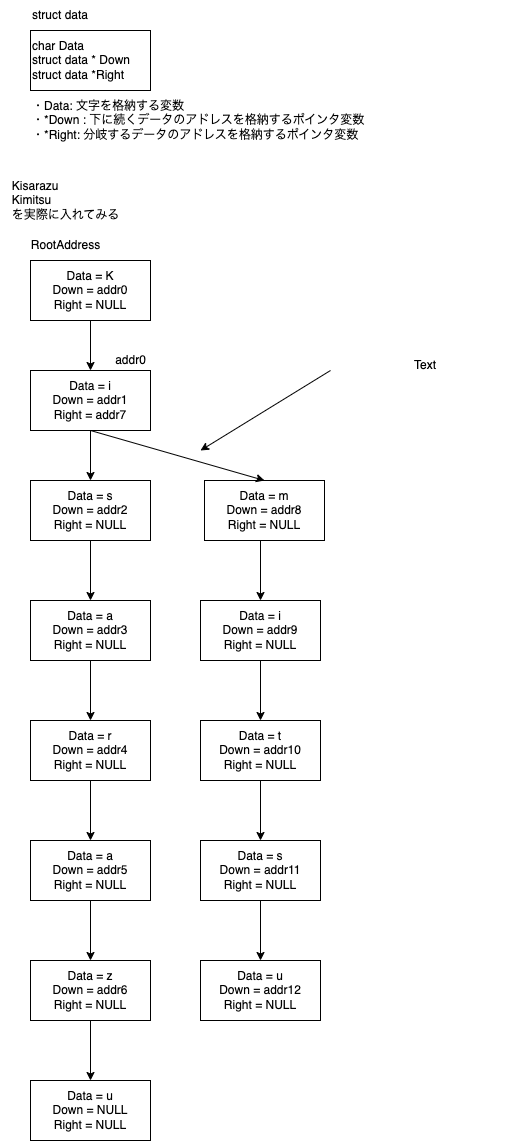 struct data
char Data
struct data * Down
struct data *Right
・Data: 文字を格納する変数
・*Down : 下に続くデータのアドレスを格納するポインタ変数
・*Right: 分岐するデータのアドレスを格納するポインタ変数
Kisarazu
Kimitsu
を実際に入れてみる
RootAddress
Data = K
Down = addr0
Right = NULL
addr0
Text
Data = i
Down = addr1
Right = addr7
Data = s
Down = addr2
Right = NULL
Data = m
Down = addr8
Right = NULL
Data = a
Down = addr3
Right = NULL
Data = i
Down = addr9
Right = NULL
Data = r
Down = addr4
Right = NULL
Data = t
Down = addr10
Right = NULL
Data = a
Down = addr5
Right = NULL
Data = s
Down = addr11
Right = NULL
Data = z
Down = addr6
Right = NULL
Data = u
Down = addr12
Right = NULL
Data = u
Down = NULL
Right = NULL